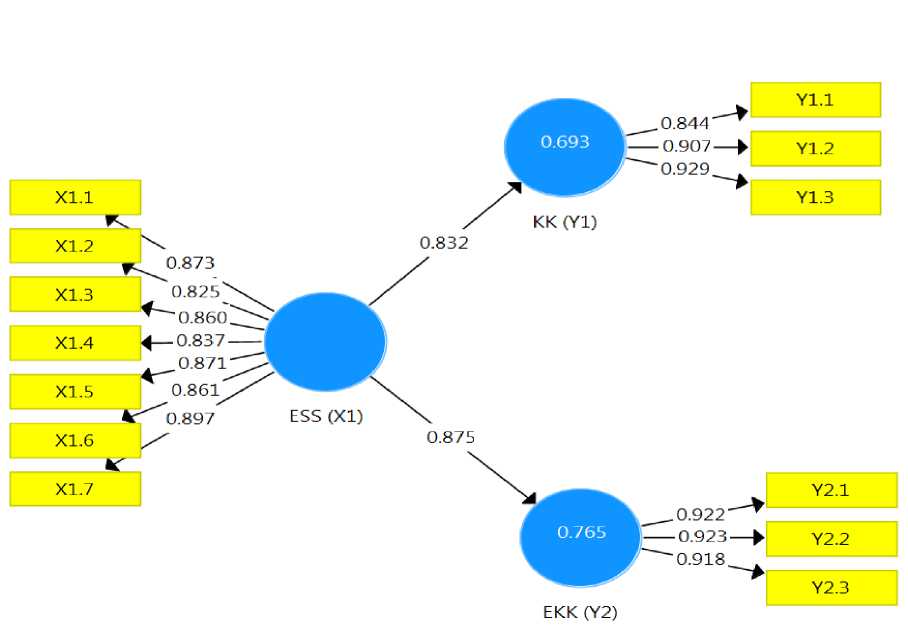 X1.1
X1.2
X1.3
X1.4
X1.5
X1.6
X1.7
0.873
0.825
0.860
0.837
0.871
0.861
0.897
ESS (X1)
0.832
0.875
0.693
KK (Y1)
0.844
0.907
0.929
Y1.1
Y1.2
Y1.3
0.765
EKK (Y2)
0.922
0.923
0.918
Y2.1
Y2.2
Y2.3